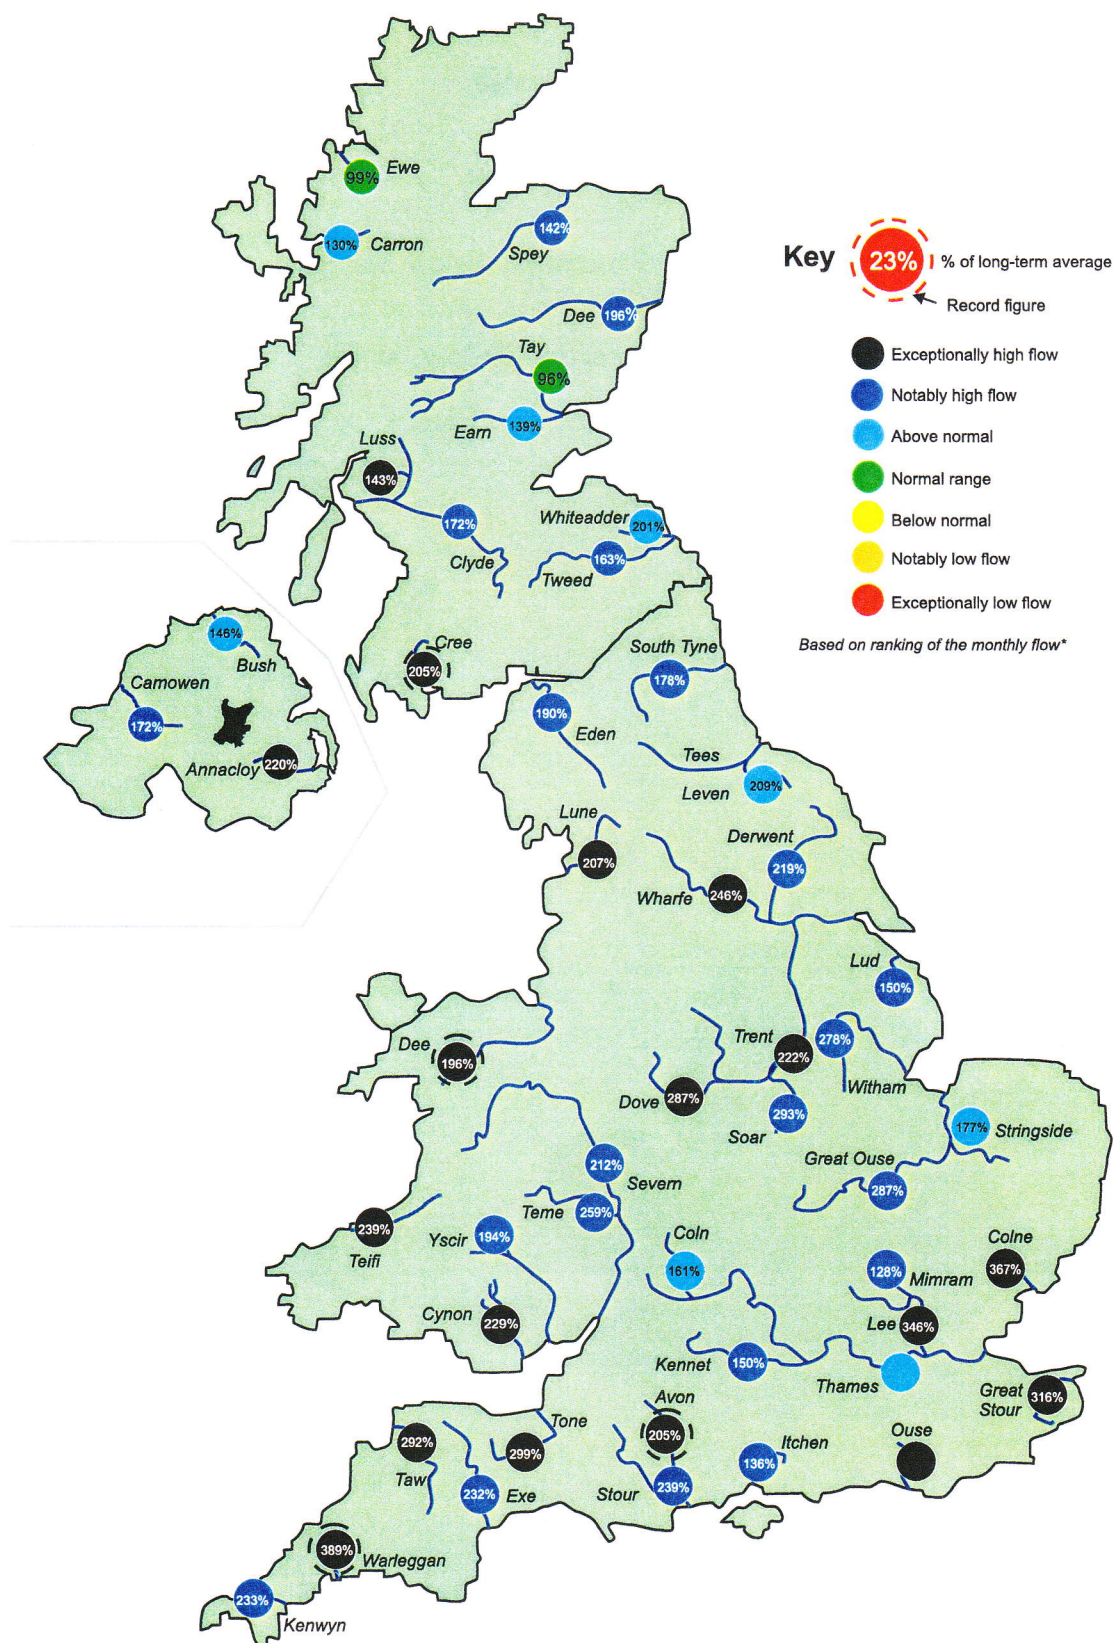 Ewe
99%
130%
Carron
142%
Spey
Dee
196%
Tay
96%
139%
Earn
Luss
143%
172%
Clyde
Whiteadder
201%
163%
Tweed
Cree
205%
Key
23%
% of long-term average
Record figure
Exceptionally high flow
Notably high flow
Above normal
Normal range
Below normal
Notably low flow
Exceptionally low flow
Based on ranking of the monthly flow*
146%
Bush
Camowen
172%
Annacloy
220%
South Tyne
178%
190%
Eden
Tees
Leven
209%
Lune
207%
Derwent
219%
Wharfe
246%
Lud
150%
Dee
196%
Trent
222%
278%
Witham
Dove
287%
Soar
293%
177%
Stringside
Great Ouse
287%
212%
Severn
Teme
259%
239%
Teifi
Yscir
194%
Cynon
229%
Coln
161%
128%
Mimram
Colne
367%
Lee
346%
Kennet
150%
Thames
Great
Stour
316%
Avon
205%
Tone
299%
292%
Taw
232%
Exe
Stour
239%
Itchen
136%
Ouse
389%
Warleggan
233%
Kenwyn